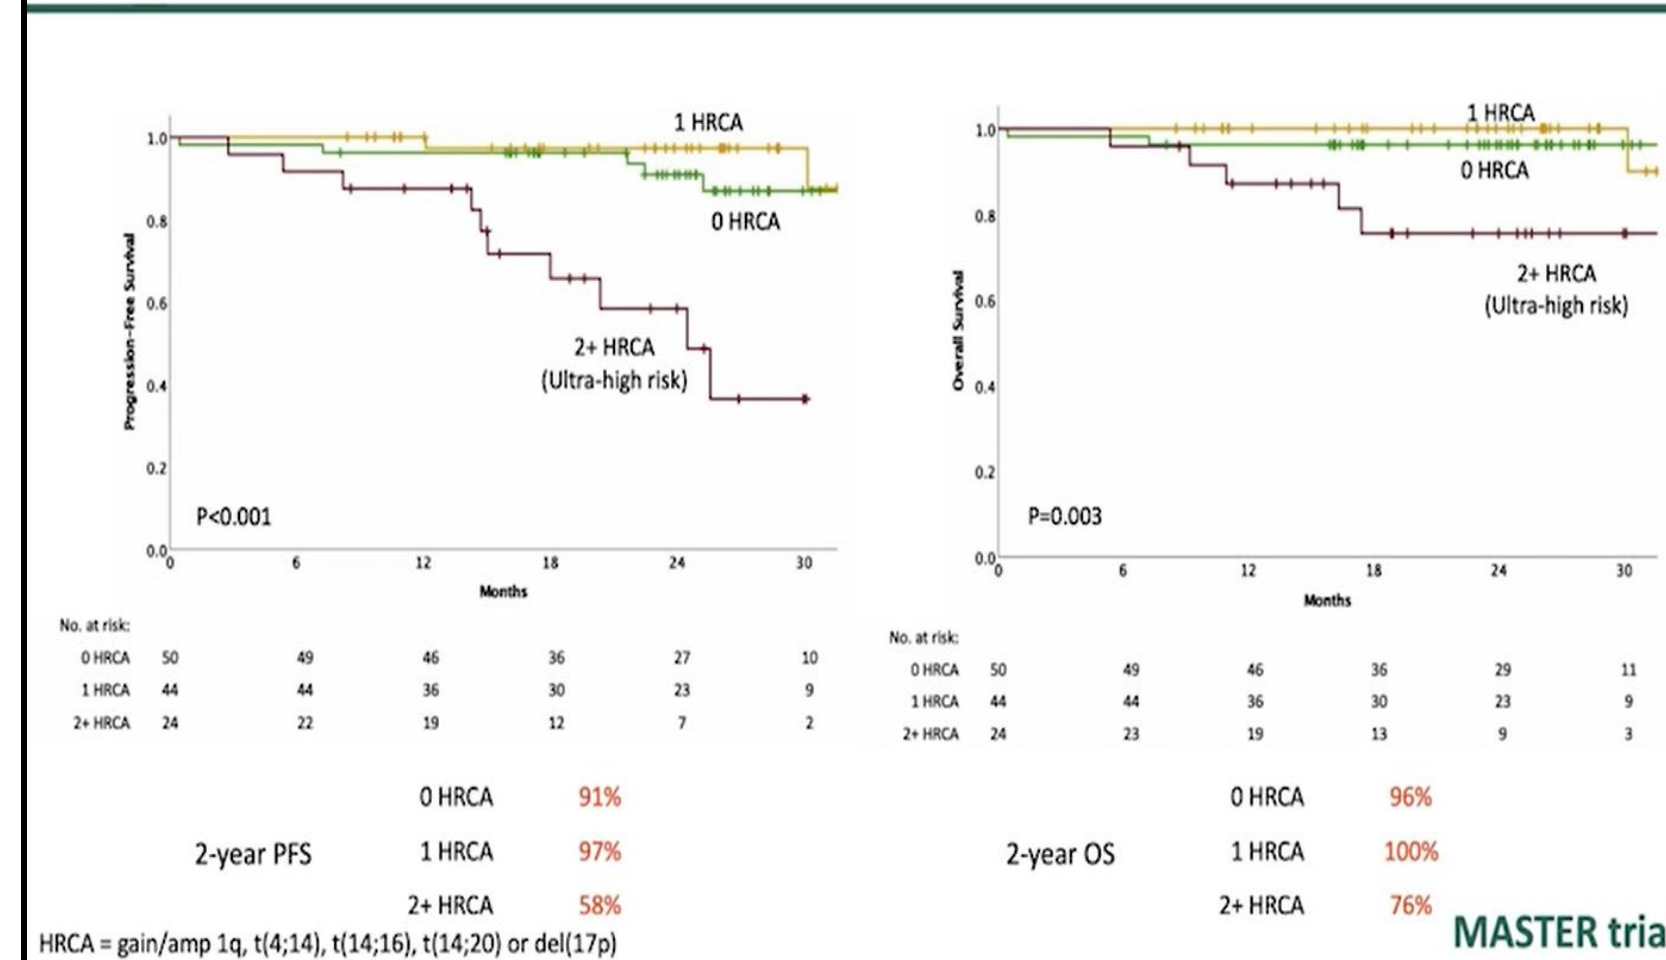 1 HRCA
1.0
0.8
0 HRCA
Progression-Free Survival
0.6
2+ HRCA
(Ultra-high risk)
0.4
0.2
P<0.001
0.0
0 6 12 18 24 30
Months
No. at risk:
0 HRCA 50 49 46 36 27 10
1 HRCA 44 44 36 30 23 9
2+ HRCA 24 22 19 12 7 2
1 HRCA
1.0
0 HRCA
0.8
2+ HRCA
(Ultra-high risk)
Overall Survival
0.6
0.4
0.2
P=0.003
0.0
0 6 12 18 24 30
Months
No. at risk:
0 HRCA 50 49 46 36 29 11
1 HRCA 44 44 36 30 23 9
2+ HRCA 24 23 19 13 9 3
0 HRCA 91%
2-year PFS 1 HRCA 97%
2+ HRCA 58%
0 HRCA 96%
2-year OS 1 HRCA 100%
2+ HRCA 76%
MASTER tria
HRCA = gain/amp 1q, t(4;14), t(14;16), t(14;20) or del(17p)